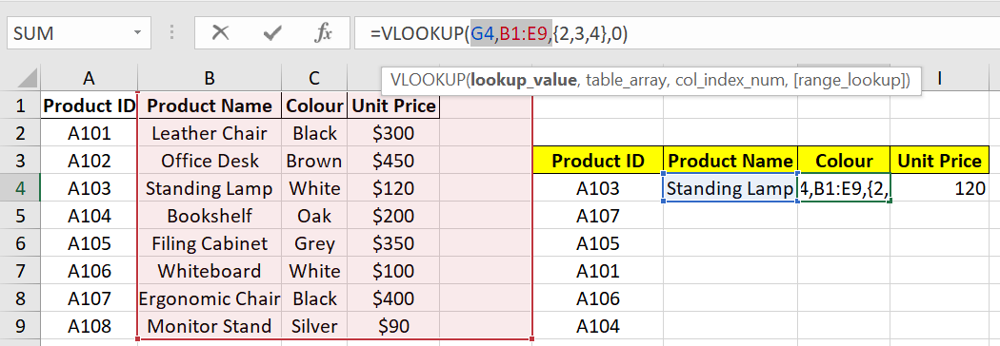 SUM =VLOOKUP(G4,B1:E9,{2,3,4},0)
VLOOKUP(lookup_value, table_array, col_index_num, [range_lookup])
A B C I
1 Product ID Product Name Colour Unit Price
2 A101 Leather Chair Black $300
3 A102 Office Desk Brown $450 Product ID Product Name Colour Unit Price
4 A103 Standing Lamp White $120 A103 Standing Lamp 4,B1:E9,{2, 120
5 A104 Bookshelf Oak $200 A107
6 A105 Filing Cabinet Grey $350 A105
7 A106 Whiteboard White $100 A101
8 A107 Ergonomic Chair Black $400 A106
9 A108 Monitor Stand Silver $90 A104